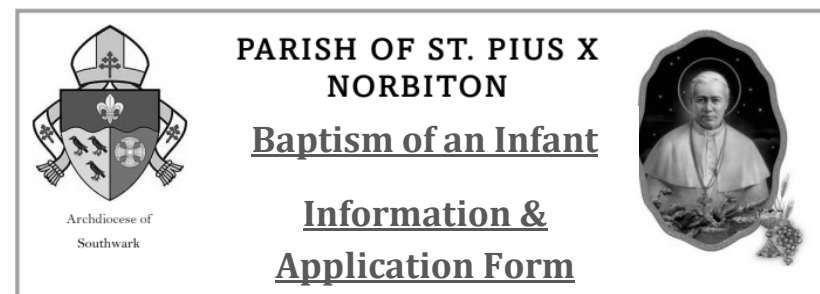 PARISH OF ST. PIUS X
NORBITON
Baptism of an Infant
Information &
Application Form
Archdiocese of
Southwark